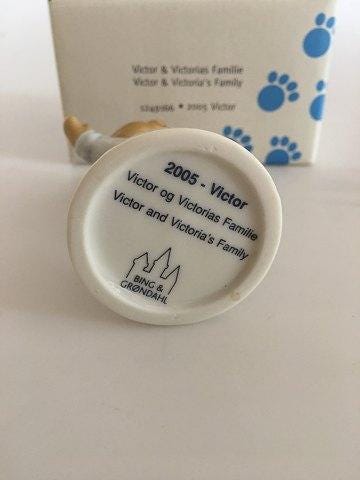 Victor & Victorias Familie
Victor & Victoria's Family
1249166 • 2005 Victor
2005 - Victor
Victor og Victorias Familie
Victor and Victoria's Family
BING &
GRØNDAHL